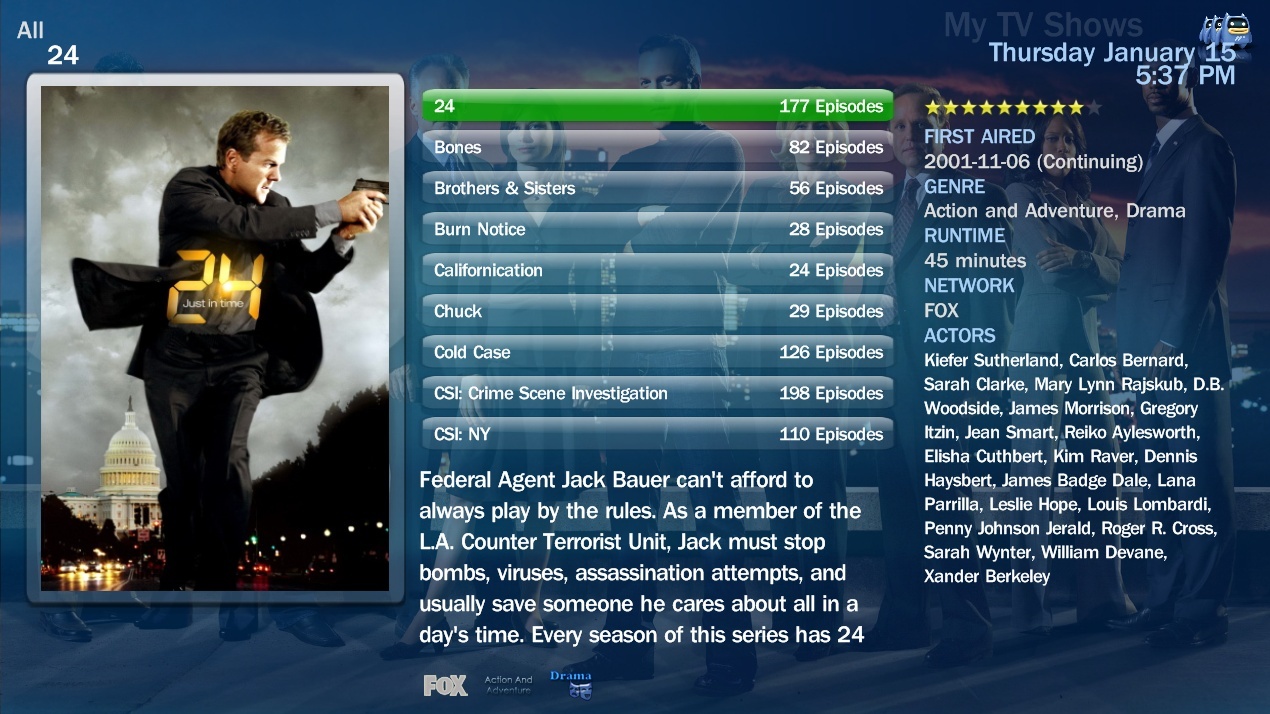 All
24
My TV Shows
Thursday January 15
5:37 PM
24
Just in time
24 177 Episodes
Bones 82 Episodes
Brothers & Sisters 56 Episodes
Burn Notice 28 Episodes
Californication 24 Episodes
Chuck 29 Episodes
Cold Case 126 Episodes
CSI: Crime Scene Investigation 198 Episodes
CSI: NY 110 Episodes
Federal Agent Jack Bauer can't afford to
always play by the rules. As a member of the
L.A. Counter Terrorist Unit, Jack must stop
bombs, viruses, assassination attempts, and
usually save someone he cares about all in a
day's time. Every season of this series has 24
FOX
Action And
Adventure
Drama
FIRST AIRED
2001-11-06 (Continuing)
GENRE
Action and Adventure, Drama
RUNTIME
45 minutes
NETWORK
FOX
ACTORS
Kiefer Sutherland, Carlos Bernard,
Sarah Clarke, Mary Lynn Rajskub, D.B.
Woodside, James Morrison, Gregory
Itzin, Jean Smart, Reiko Aylesworth,
Elisha Cuthbert, Kim Raver, Dennis
Haysbert, James Badge Dale, Lana
Parrilla, Leslie Hope, Louis Lombardi,
Penny Johnson Jerald, Roger R. Cross,
Sarah Wynter, William Devane,
Xander Berkeley